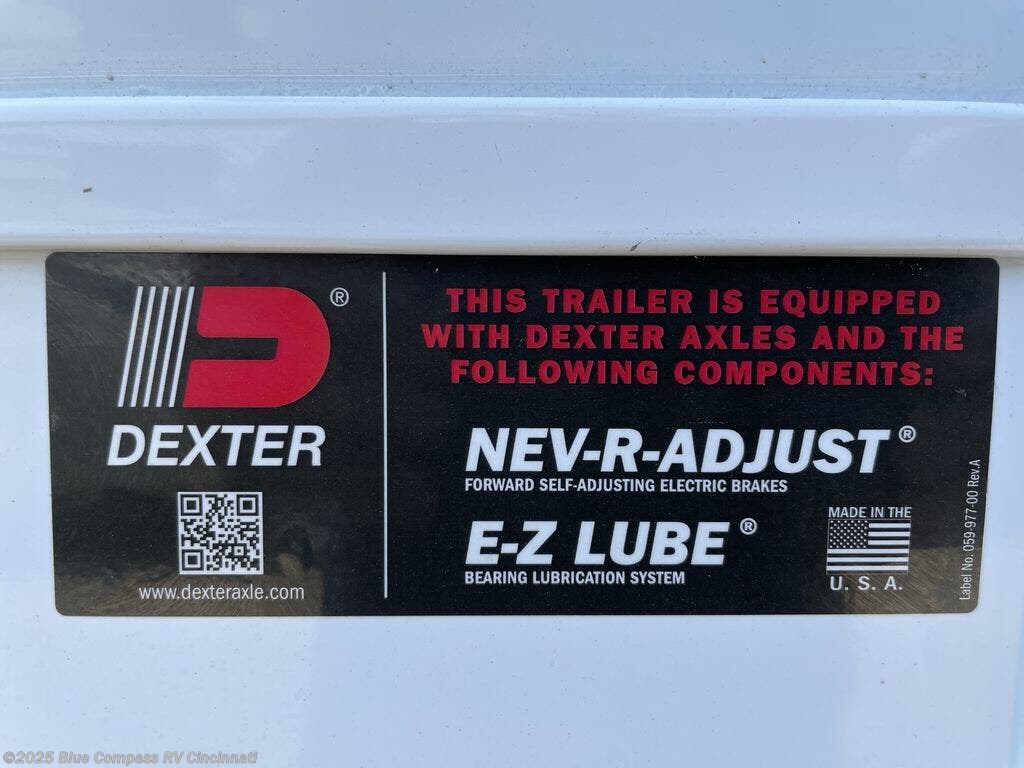 ®
DEXTER
www.dexteraxle.com
THIS TRAILER IS EQUIPPED
WITH DEXTER AXLES AND THE
FOLLOWING COMPONENTS:
NEV-R-ADJUST®
FORWARD SELF-ADJUSTING ELECTRIC BRAKES
E-Z LUBE®
BEARING LUBRICATION SYSTEM
MADE IN THE
U. S. A.
Label No. 059-977-00 Rev.A
©2025 Blue Compass RV Cincinnati